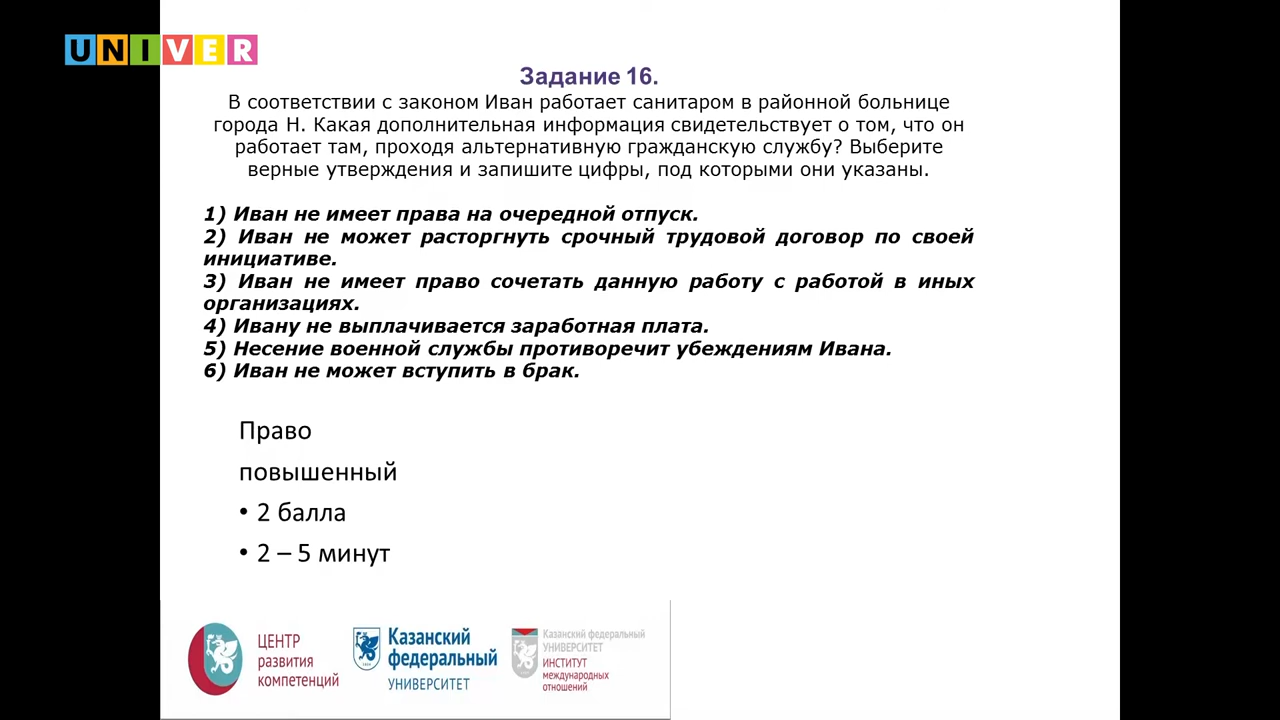 UNIVER
Задание 16.
В соответствии с законом Иван работает санитаром в районной больнице
города Н. Какая дополнительная информация свидетельствует о том, что он
работает там, проходя альтернативную гражданскую службу? Выберите
верные утверждения и запишите цифры, под которыми они указаны.
1) Иван не имеет права на очередной отпуск.
2) Иван не может расторгнуть срочный трудовой договор по своей
инициативе.
3) Иван не имеет право сочетать данную работу с работой в иных
организациях.
4) Ивану не выплачивается заработная плата.
5) Несение военной службы противоречит убеждениям Ивана.
6) Иван не может вступить в брак.
Право
повышенный
• 2 балла
• 2 – 5 минут
ЦЕНТР
развития
компетенций
Казанский
федеральный
УНИВЕРСИТЕТ
Казанский федеральный
УНИВЕРСИТЕТ
ИНСТИТУТ
международных
отношений